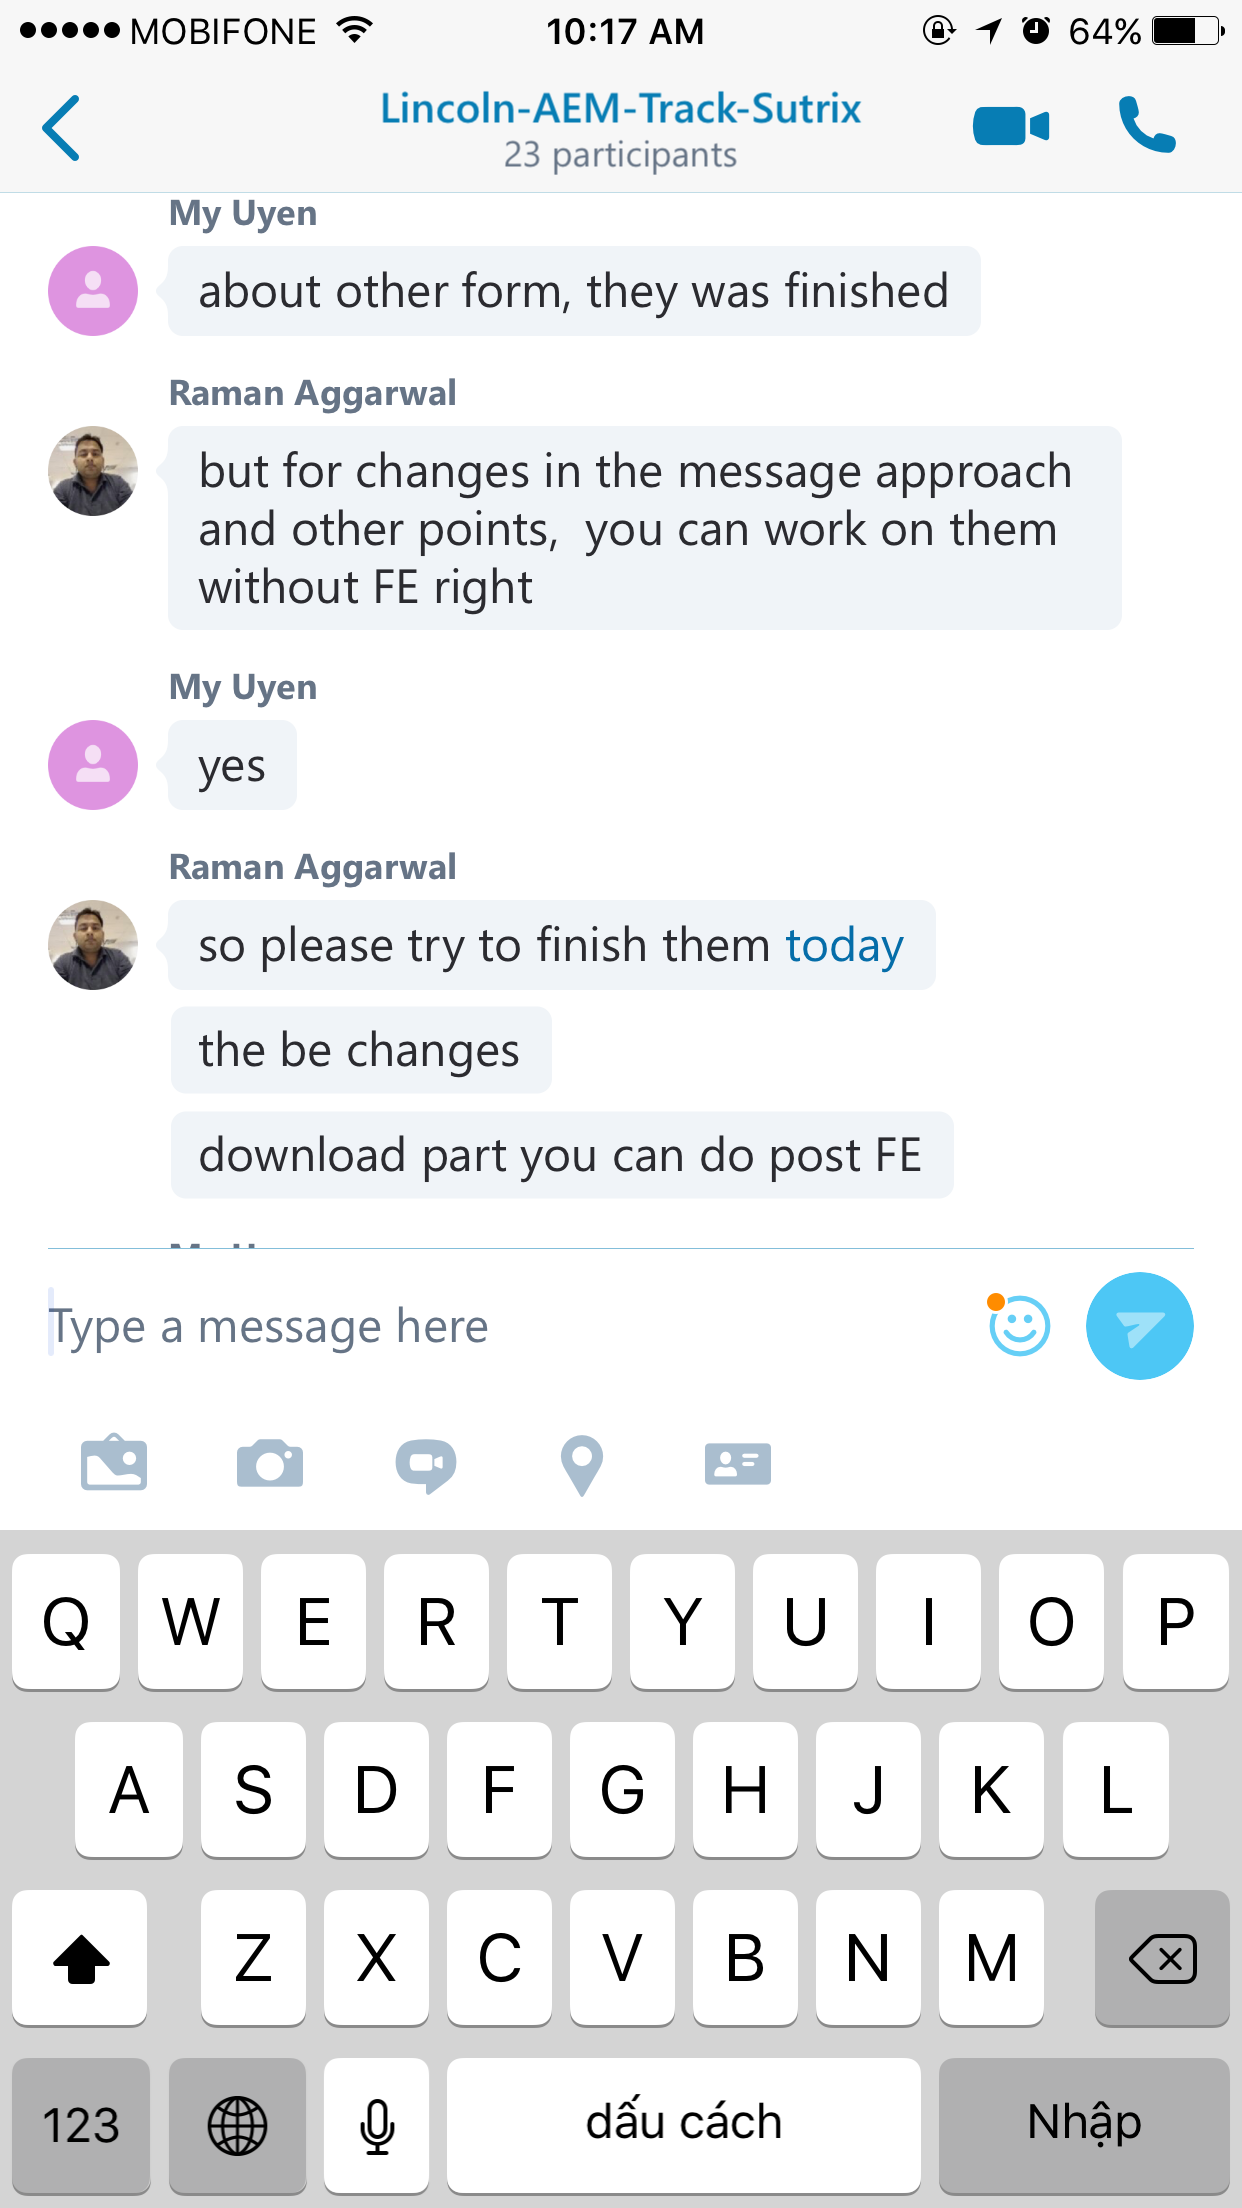 MOBIFONE 10:17 AM 64%
Lincoln-AEM-Track-Sutrix
23 participants
My Uyen
about other form, they was finished
Raman Aggarwal
but for changes in the message approach
and other points,  you can work on them
without FE right
My Uyen
yes
Raman Aggarwal
so please try to finish them today
the be changes
download part you can do post FE
Type a message here
Q W E R T Y U I O P
A S D F G H J K L
Z X C V B N M
123 dấu cách Nhập